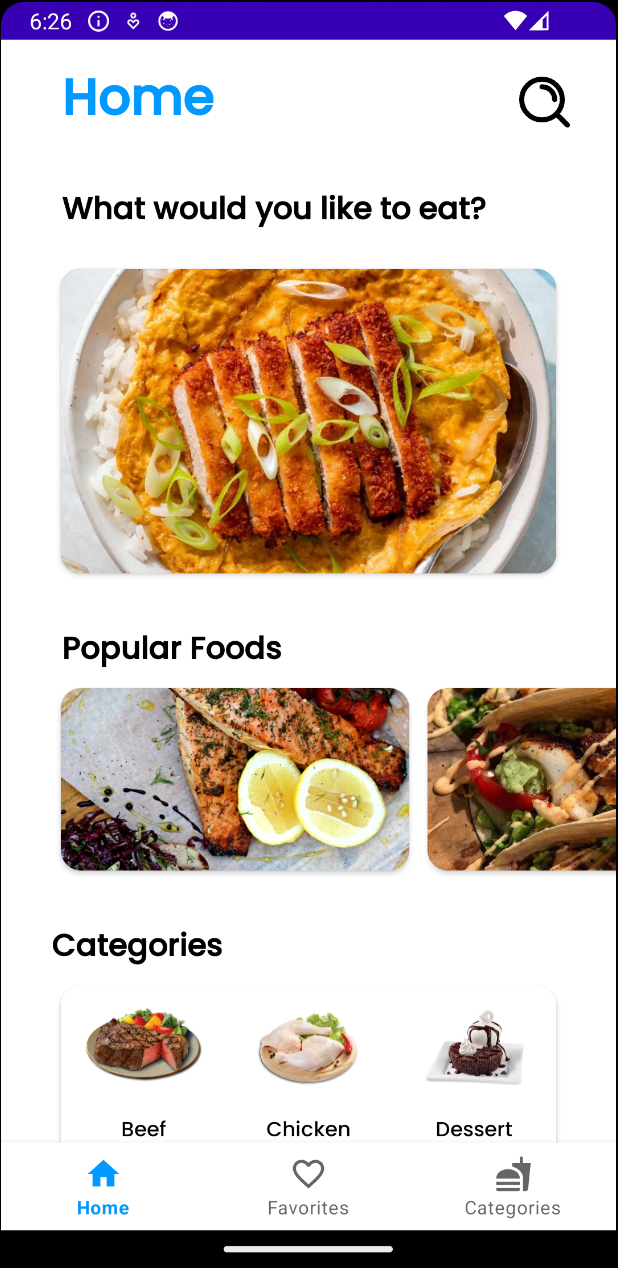 6:26
Home
What would you like to eat?
Popular Foods
Categories
Beef Chicken Dessert
Home Favorites Categories